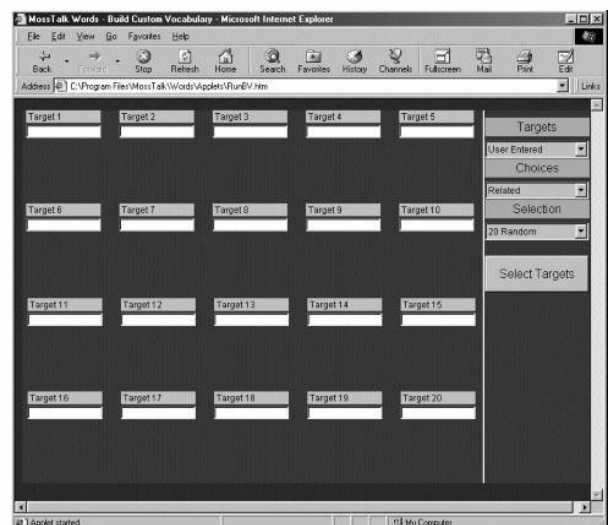 MossTalk Words - Build Custom Vocabulary - Microsoft Internet Explorer
File Edit View Go Favorites Help
Back Forward Stop Refresh Home Search Favorites History Channels Fullscreen Mail Print Edit
Address C:\Program Files\MossTalk\Words\Applets\RunBV.htm Links
Target 1 Target 2 Target 3 Target 4 Target 5
Targets
User Entered
Choices
Related
Target 6 Target 7 Target 8 Target 9 Target 10
Selection
20 Random
Select Targets
Target 11 Target 12 Target 13 Target 14 Target 15
Target 16 Target 17 Target 18 Target 19 Target 20
Applet started. My Computer